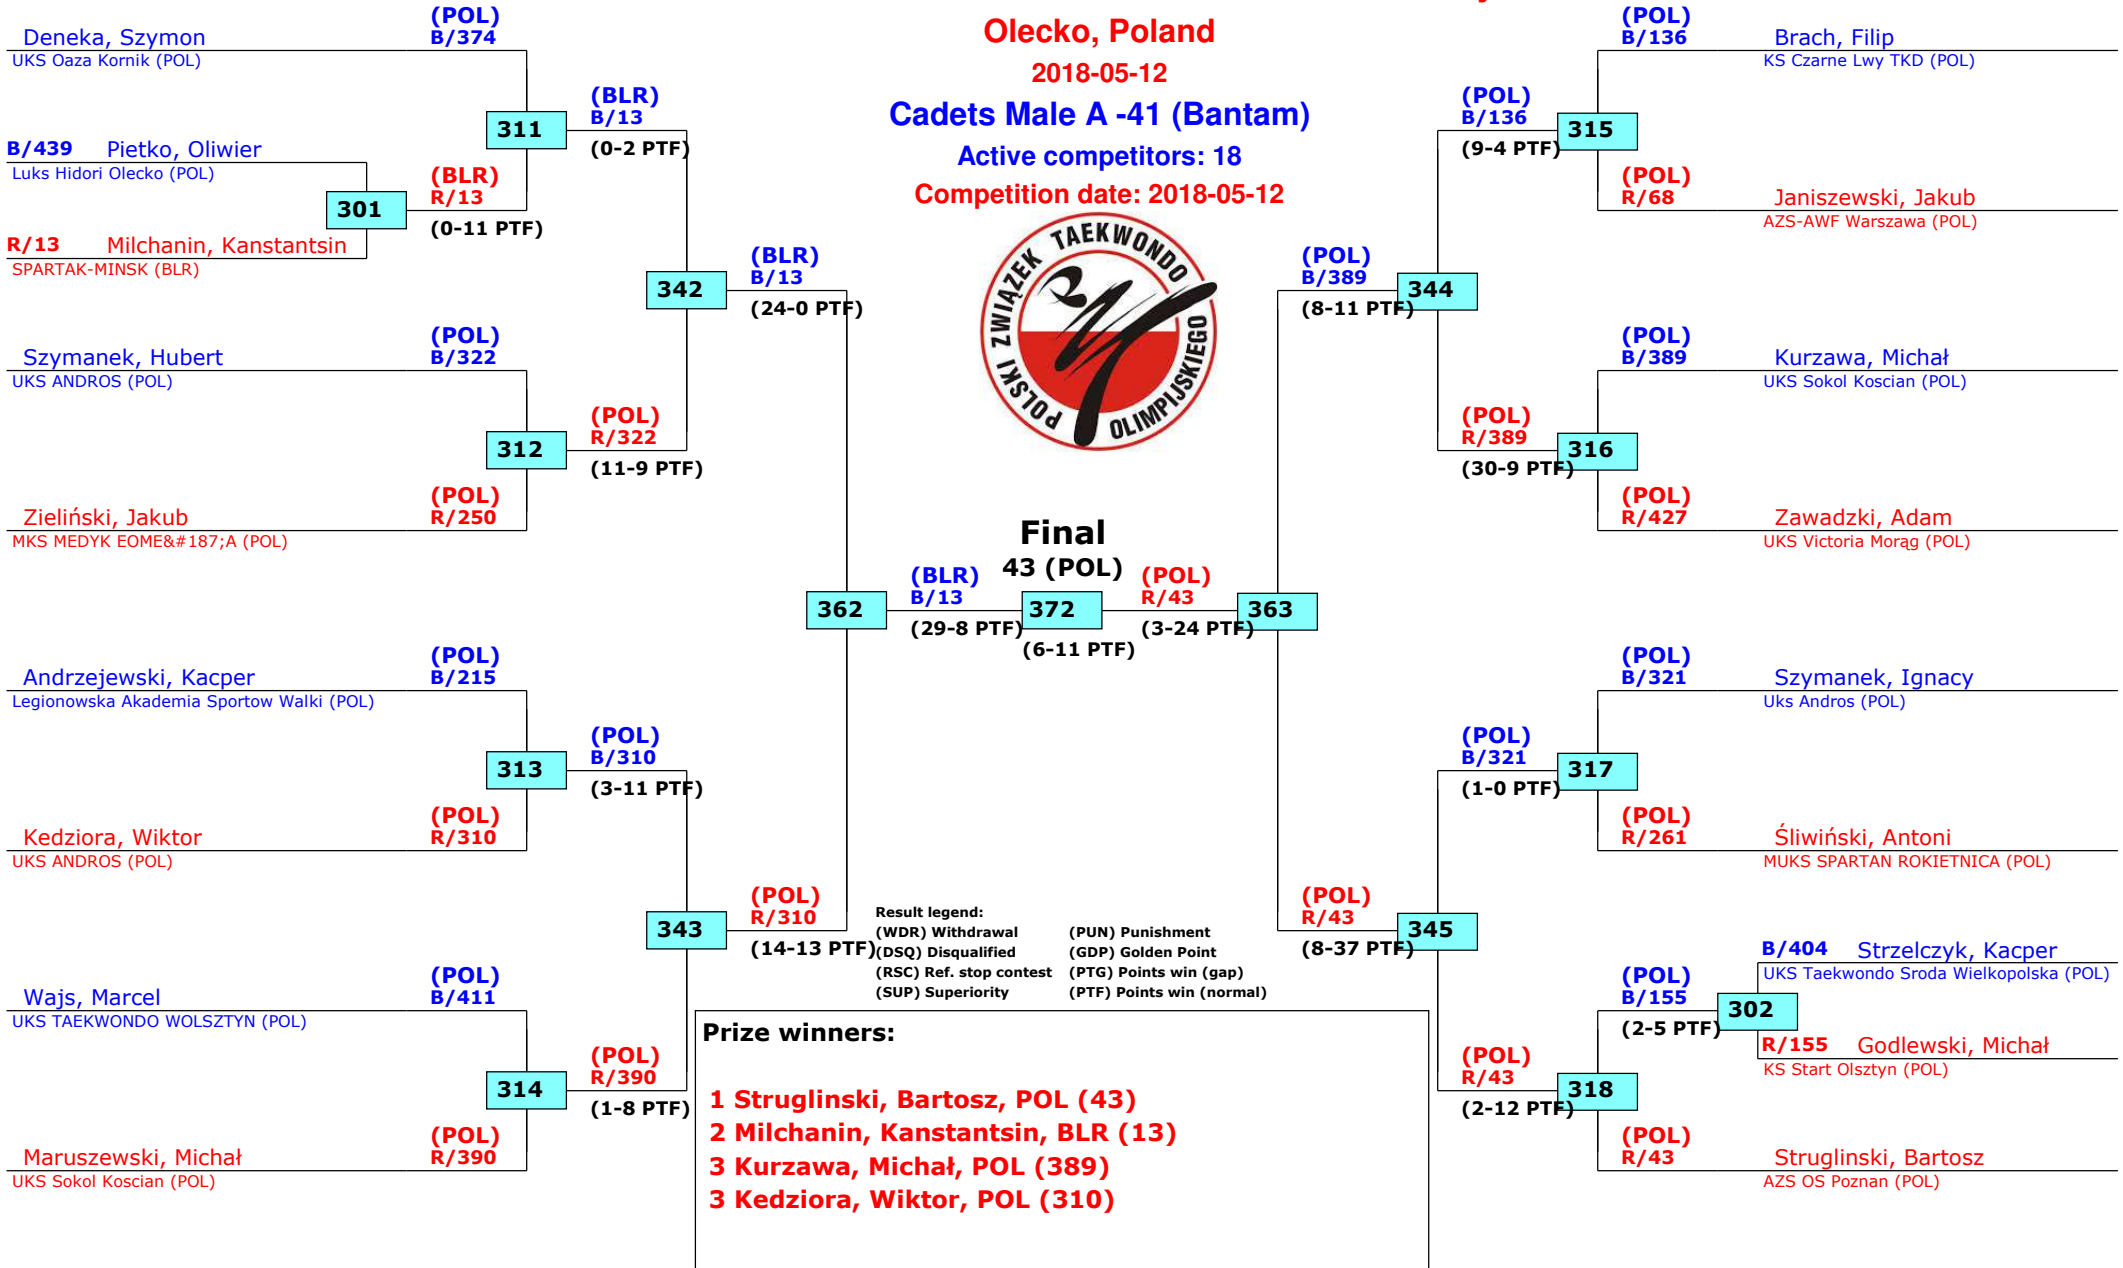 Olecko, Poland
2018-05-12
Cadets Male A -41 (Bantam)
Active competitors: 18
Competition date: 2018-05-12
POLSKI ZWIĄZEK TAEKWONDO OLIMPIJSKIEGO
(POL)
Deneka, Szymon B/374
UKS Oaza Kornik (POL)
311
(BLR)
B/13
(0-2 PTF)
B/439 Pietko, Oliwier
Luks Hidori Olecko (POL)
301
(BLR)
R/13
(0-11 PTF)
R/13 Milchanin, Kanstantsin
SPARTAK-MINSK (BLR)
342
(BLR)
B/13
(24-0 PTF)
(POL)
Szymanek, Hubert B/322
UKS ANDROS (POL)
312
(POL)
R/322
(11-9 PTF)
(POL)
Zieliński, Jakub R/250
MKS MEDYK EOME&#187;A (POL)
362
(BLR)
B/13
(29-8 PTF)
Final
43 (POL)
372
(6-11 PTF)
(POL)
R/43
(3-24 PTF)
363
(POL)
Andrzejewski, Kacper B/215
Legionowska Akademia Sportow Walki (POL)
313
(POL)
B/310
(3-11 PTF)
(POL)
Kedziora, Wiktor R/310
UKS ANDROS (POL)
343
(POL)
R/310
(14-13 PTF)
(POL)
Wajs, Marcel B/411
UKS TAEKWONDO WOLSZTYN (POL)
314
(POL)
R/390
(1-8 PTF)
(POL)
Maruszewski, Michał R/390
UKS Sokol Koscian (POL)
(POL)
B/136 Brach, Filip
KS Czarne Lwy TKD (POL)
(POL)
B/136
(9-4 PTF)
315
(POL)
R/68 Janiszewski, Jakub
AZS-AWF Warszawa (POL)
(POL)
B/389
(8-11 PTF)
344
(POL)
B/389 Kurzawa, Michał
UKS Sokol Koscian (POL)
(POL)
R/389
(30-9 PTF)
316
(POL)
R/427 Zawadzki, Adam
UKS Victoria Morąg (POL)
(POL)
B/321 Szymanek, Ignacy
Uks Andros (POL)
(POL)
B/321
(1-0 PTF)
317
(POL)
R/261 Śliwiński, Antoni
MUKS SPARTAN ROKIETNICA (POL)
(POL)
R/43
(8-37 PTF)
345
B/404 Strzelczyk, Kacper
UKS Taekwondo Sroda Wielkopolska (POL)
(POL)
B/155
(2-5 PTF)
302
R/155 Godlewski, Michał
KS Start Olsztyn (POL)
(POL)
R/43
(2-12 PTF)
318
(POL)
R/43 Struglinski, Bartosz
AZS OS Poznan (POL)
Result legend:
(WDR) Withdrawal (PUN) Punishment
(DSQ) Disqualified (GDP) Golden Point
(RSC) Ref. stop contest (PTG) Points win (gap)
(SUP) Superiority (PTF) Points win (normal)
Prize winners:
1 Struglinski, Bartosz, POL (43)
2 Milchanin, Kanstantsin, BLR (13)
3 Kurzawa, Michał, POL (389)
3 Kedziora, Wiktor, POL (310)